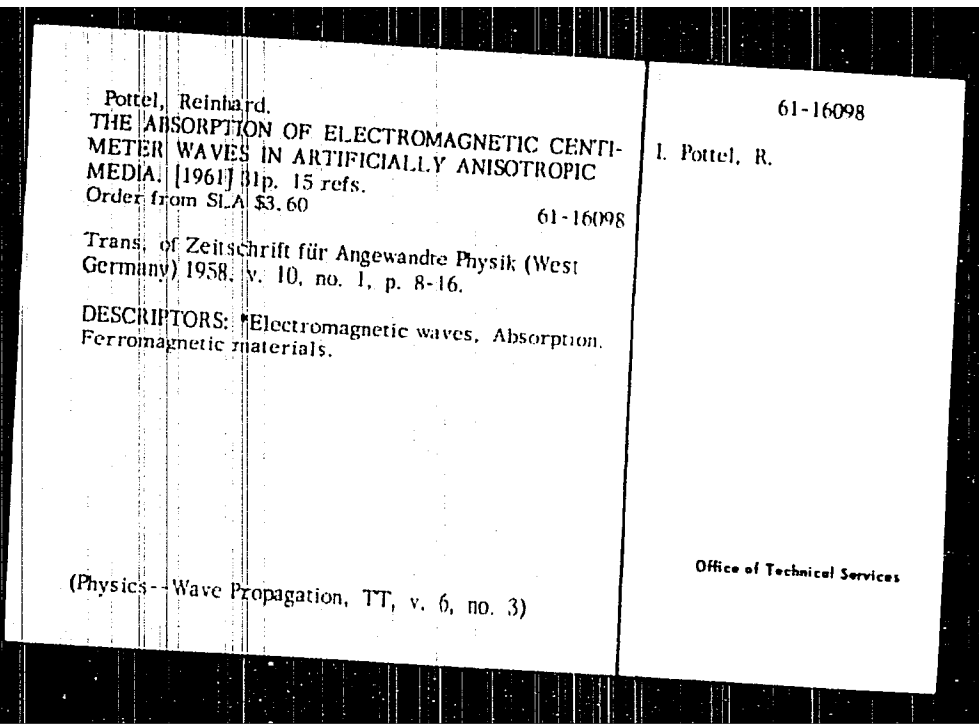 Pottel, Reinhard.
THE ABSORPTION OF ELECTROMAGNETIC CENTI-
METER WAVES IN ARTIFICIALLY ANISOTROPIC
MEDIA. [1961] 31p. 15 refs.
Order from SLA $3.60
61-16098
Trans. of Zeitschrift für Angewandte Physik (West
Germany) 1958, v. 10, no. 1, p. 8-16.
DESCRIPTORS: *Electromagnetic waves, Absorption.
Ferromagnetic materials.
(Physics--Wave Propagation, TT, v. 6, no. 3)
61-16098
I. Pottel, R.
Office of Technical Services